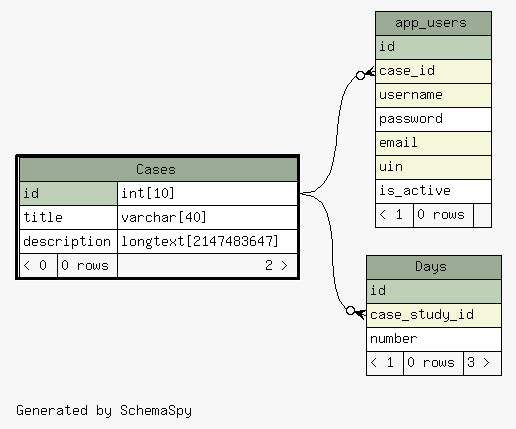 app_users
id
case_id
username
password
email
uin
is_active
< 1 0 rows
Cases
id int[10]
title varchar[40]
description longtext[2147483647]
< 0 0 rows 2 >
Days
id
case_study_id
number
< 1 0 rows 3 >
Generated by SchemaSpy